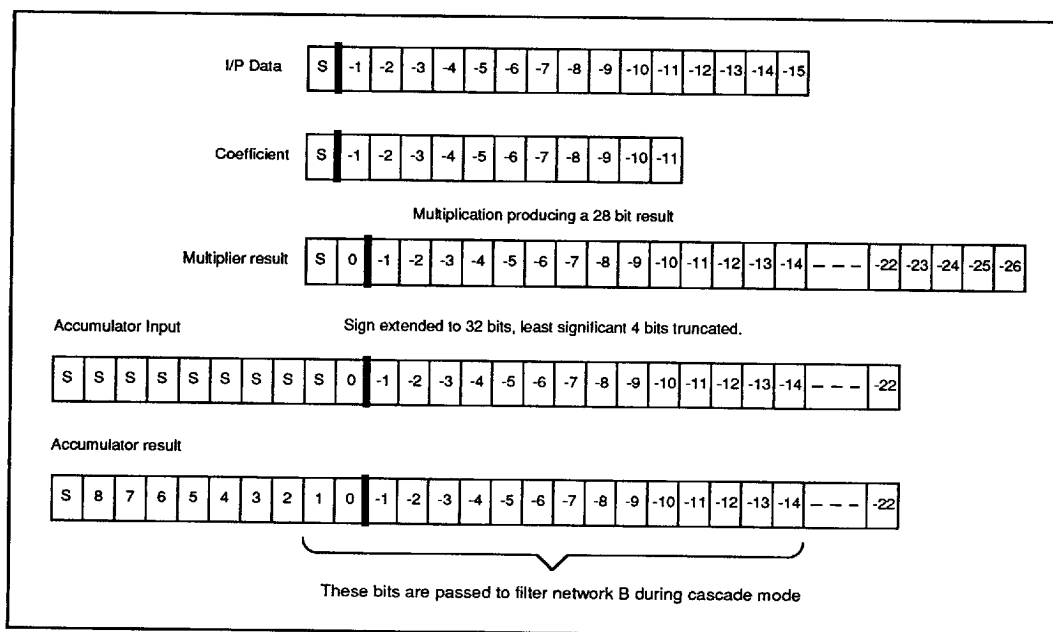 I/P Data S -1 -2 -3 -4 -5 -6 -7 -8 -9 -10 -11 -12 -13 -14 -15
Coefficient S -1 -2 -3 -4 -5 -6 -7 -8 -9 -10 -11
Multiplication producing a 28 bit result
Multiplier result S 0 -1 -2 -3 -4 -5 -6 -7 -8 -9 -10 -11 -12 -13 -14 – – – -22 -23 -24 -25 -26
Accumulator Input Sign extended to 32 bits, least significant 4 bits truncated.
S S S S S S S S S 0 -1 -2 -3 -4 -5 -6 -7 -8 -9 -10 -11 -12 -13 -14 – – – -22
Accumulator result
S 8 7 6 5 4 3 2 1 0 -1 -2 -3 -4 -5 -6 -7 -8 -9 -10 -11 -12 -13 -14 – – – -22
These bits are passed to filter network B during cascade mode